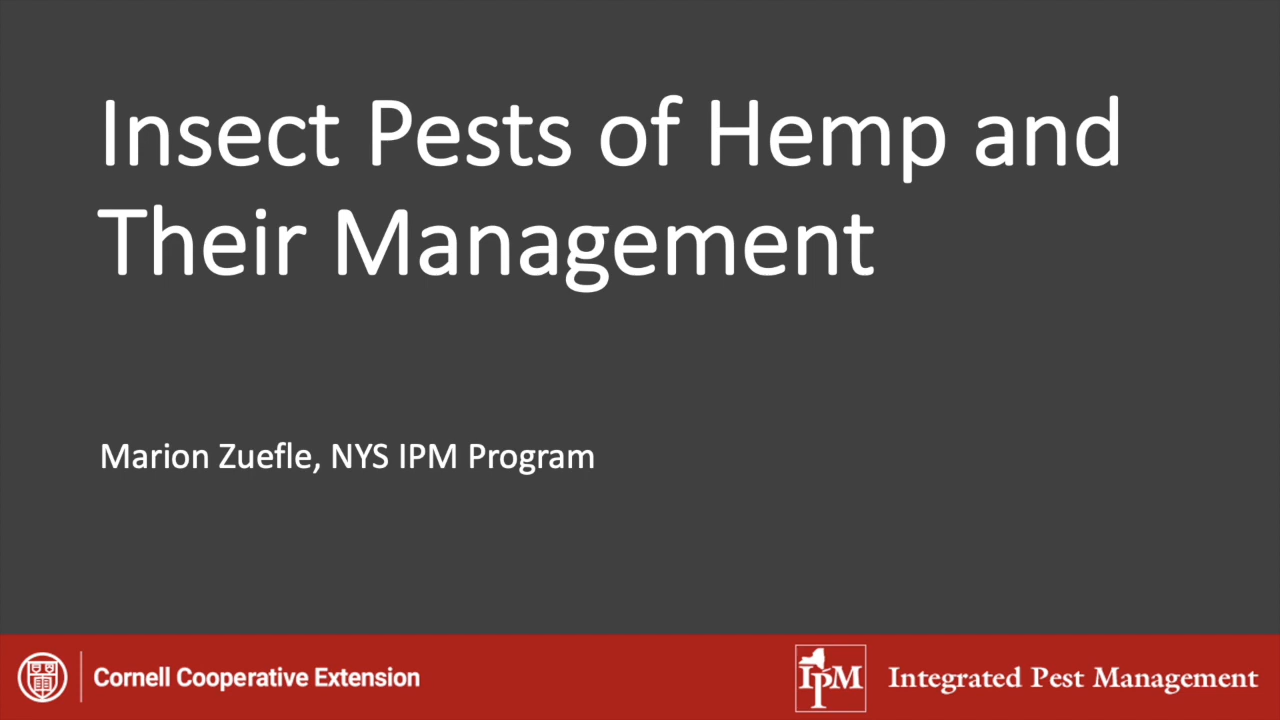 Insect Pests of Hemp and
Their Management
Marion Zuefle, NYS IPM Program
Cornell Cooperative Extension
IPM
Integrated Pest Management